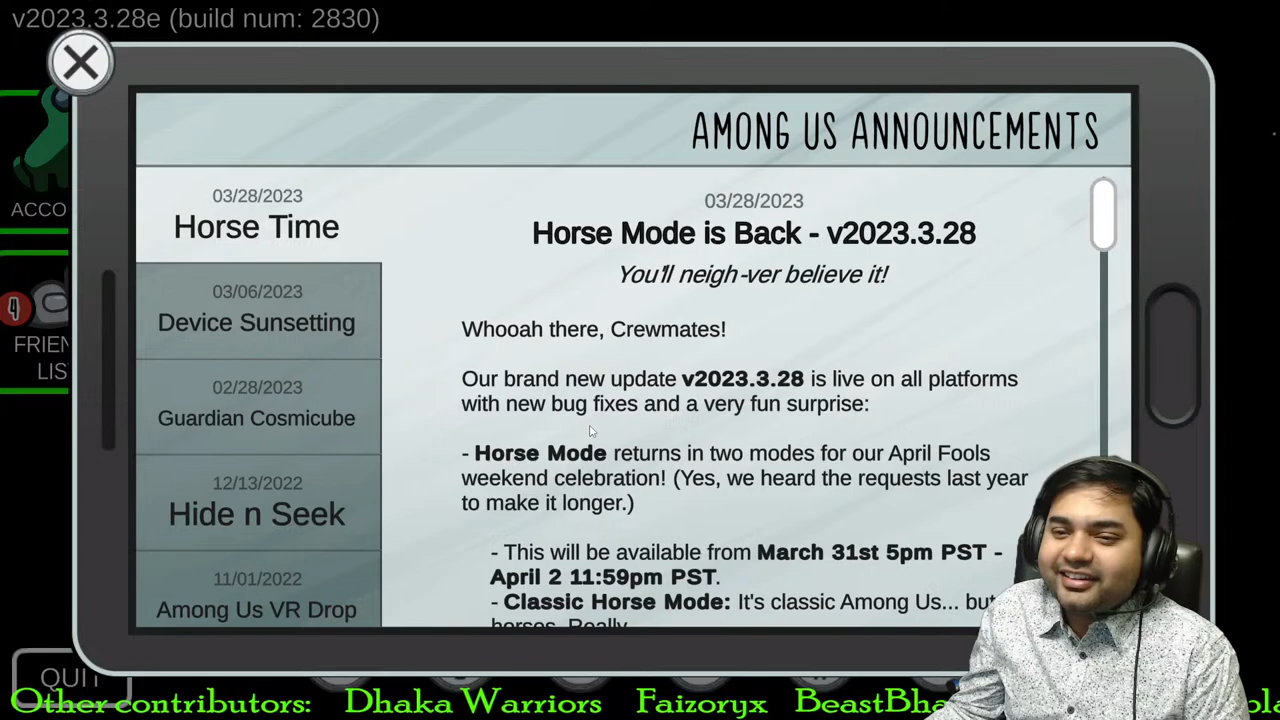 v2023.3.28e (build num: 2830)
AMONG US ANNOUNCEMENTS
03/28/2023
Horse Time
03/06/2023
Device Sunsetting
02/28/2023
Guardian Cosmicube
12/13/2022
Hide n Seek
11/01/2022
Among Us VR Drop
03/28/2023
Horse Mode is Back - v2023.3.28
You'll neigh-ver believe it!
Whooah there, Crewmates!
Our brand new update v2023.3.28 is live on all platforms
with new bug fixes and a very fun surprise:
- Horse Mode returns in two modes for our April Fools
weekend celebration! (Yes, we heard the requests last year
to make it longer.)
- This will be available from March 31st 5pm PST -
April 2 11:59pm PST.
- Classic Horse Mode: It's classic Among Us... but
horses. Really
ACCO
4
FRIEN
LIS
QUIT
Other contributors: Dhaka Warriors Faizoryx BeastBha